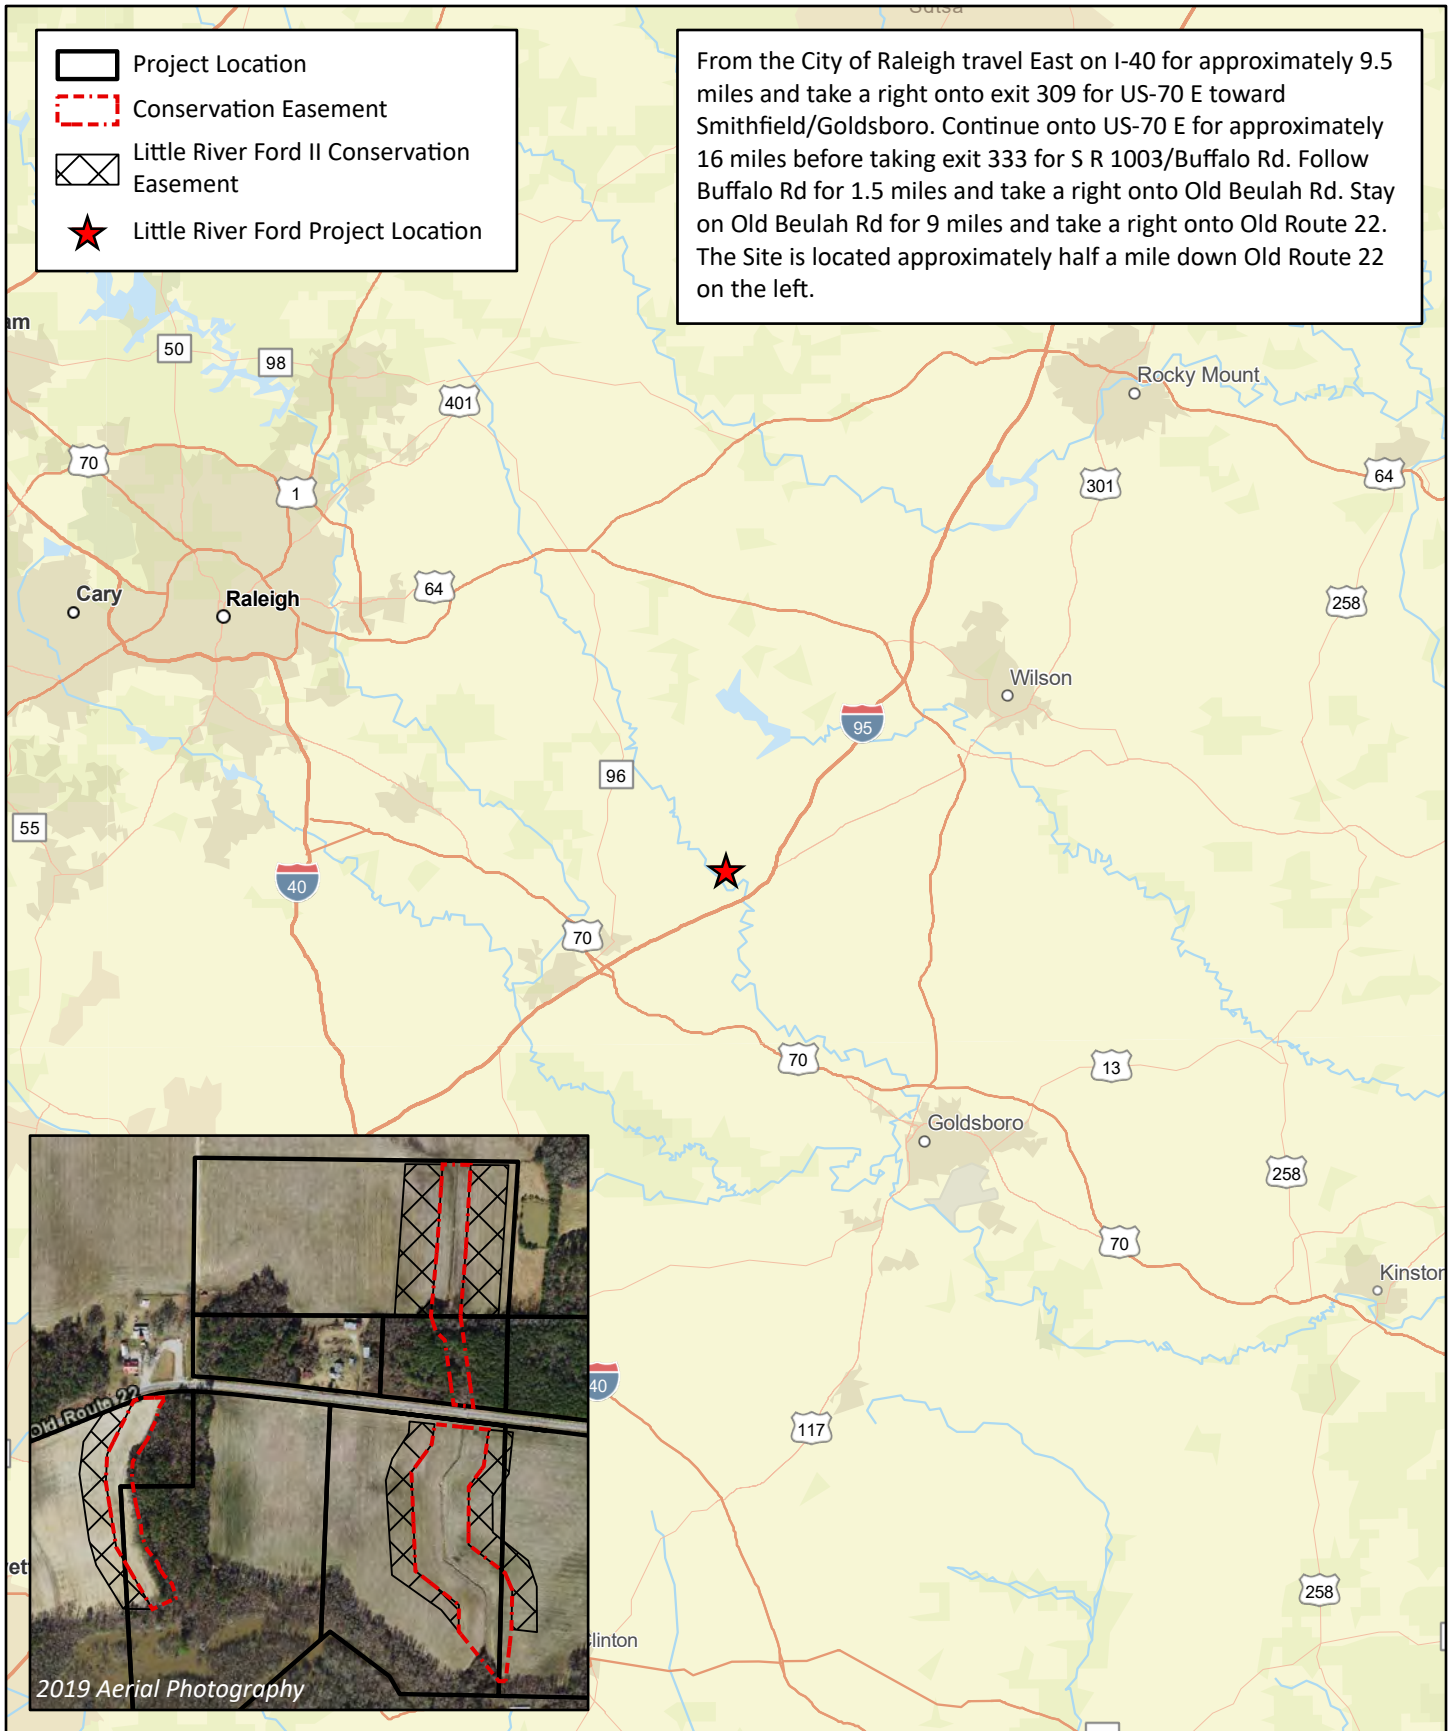 Project Location
Conservation Easement
Little River Ford II Conservation
Easement
Little River Ford Project Location
From the City of Raleigh travel East on I-40 for approximately 9.5
miles and take a right onto exit 309 for US-70 E toward
Smithfield/Goldsboro. Continue onto US-70 E for approximately
16 miles before taking exit 333 for S R 1003/Buffalo Rd. Follow
Buffalo Rd for 1.5 miles and take a right onto Old Beulah Rd. Stay
on Old Beulah Rd for 9 miles and take a right onto Old Route 22.
The Site is located approximately half a mile down Old Route 22
on the left.
am
50
98
401
Rocky Mount
70
1
301
64
64
Cary
Raleigh
258
Wilson
95
96
55
40
70
70
13
Goldsboro
258
70
Kinston
40
117
Old Route 22
258
Clinton
2019 Aerial Photography